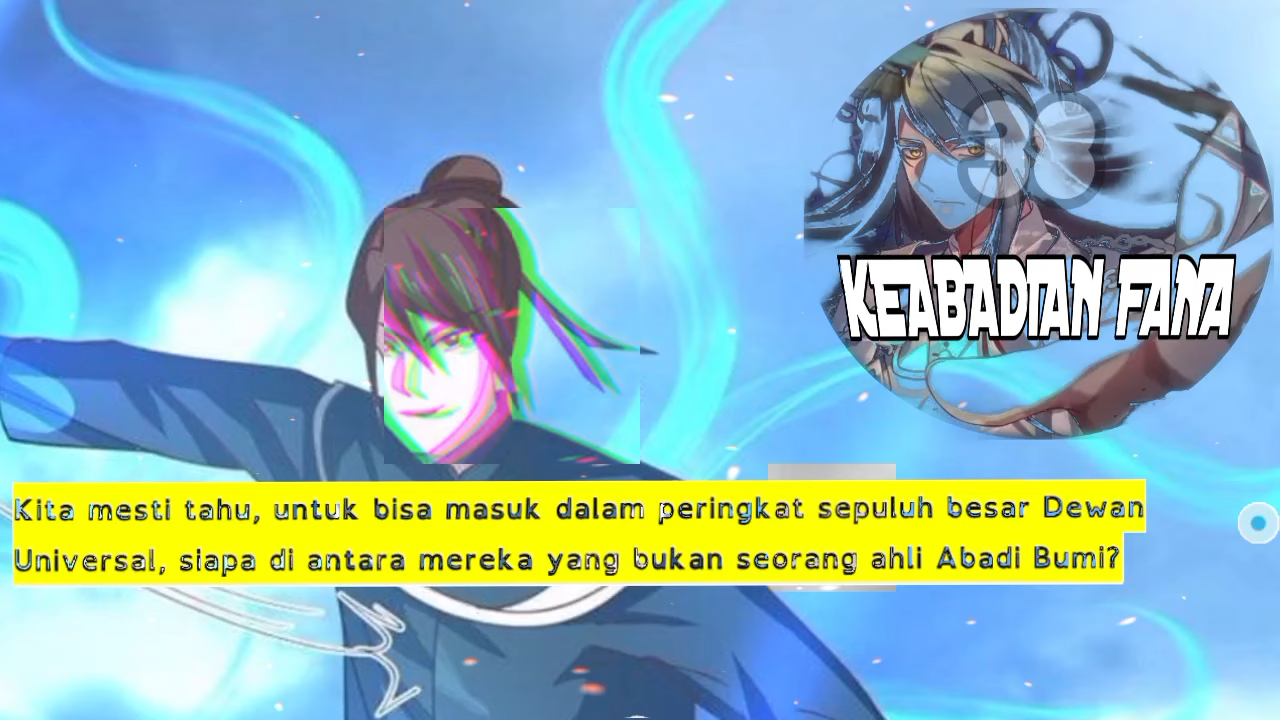 38
KEABADIAN FANA
Kita mesti tahu, untuk bisa masuk dalam peringkat sepuluh besar Dewan
Universal, siapa di antara mereka yang bukan seorang ahli Abadi Bumi?